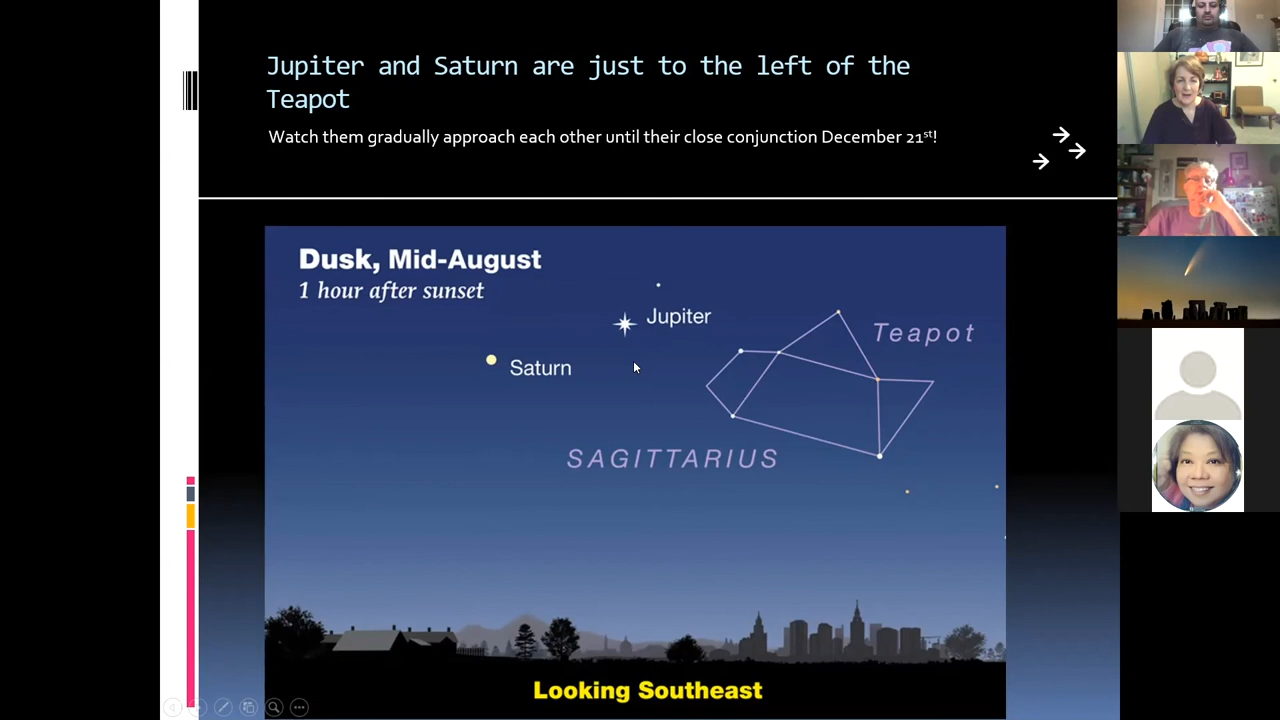 Jupiter and Saturn are just to the left of the
Teapot
Watch them gradually approach each other until their close conjunction December 21st!
Dusk, Mid-August
1 hour after sunset
Jupiter
Teapot
Saturn
SAGITTARIUS
Looking Southeast